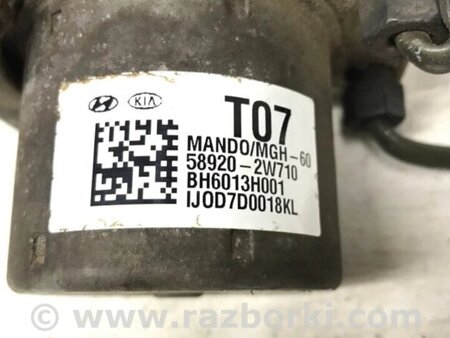 KIA
T07
MANDO/MGH-60
58920-2W710
BH6013H001
IJOD7D0018KL
www.razborki.com